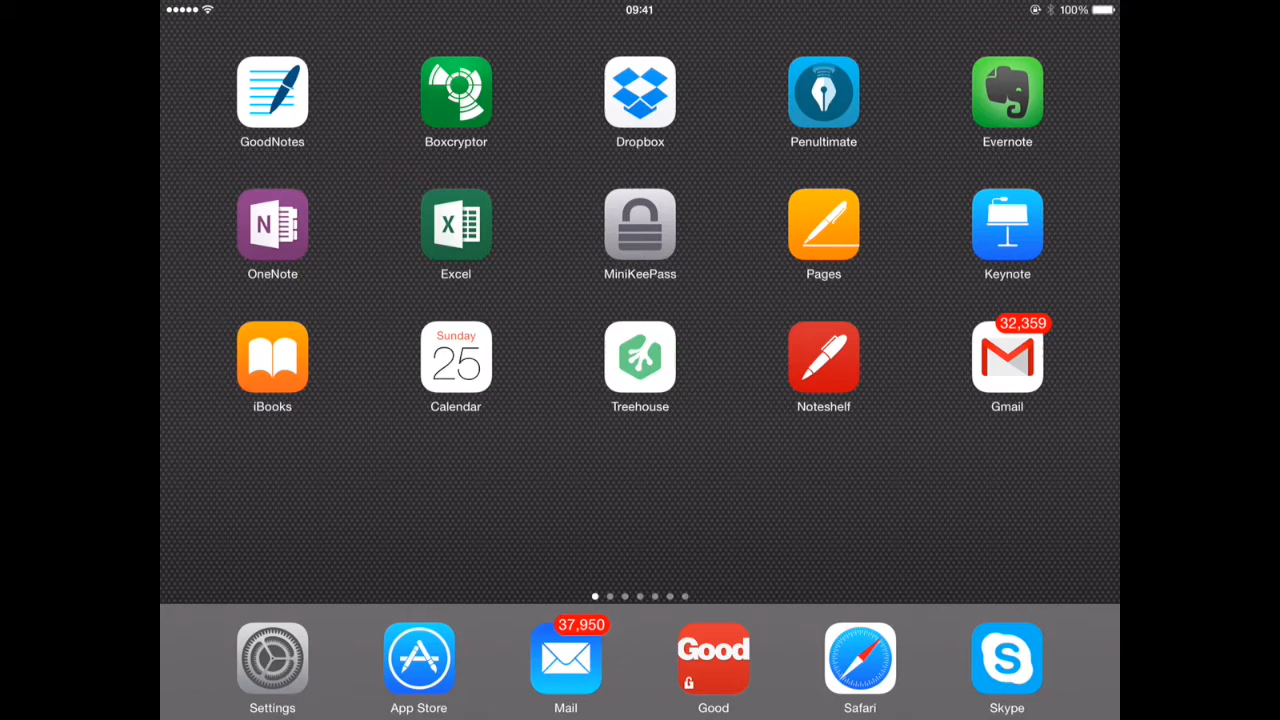 09:41
100%
GoodNotes
Boxcryptor
Dropbox
Penultimate
Evernote
N
X
OneNote
Excel
MiniKeePass
Pages
Keynote
32,359
Sunday
25
iBooks
Calendar
Treehouse
Noteshelf
Gmail
37,950
Good
S
Settings
App Store
Mail
Good
Safari
Skype